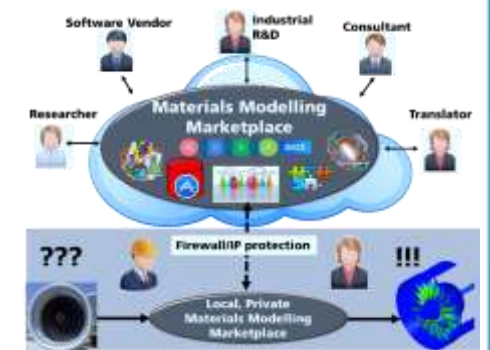 Software Vendor
Industrial
R&D
Consultant
Researcher
Translator
Materials Modelling
Marketplace
Firewall/IP protection
???
!!!
Local, Private
Materials Modelling
Marketplace